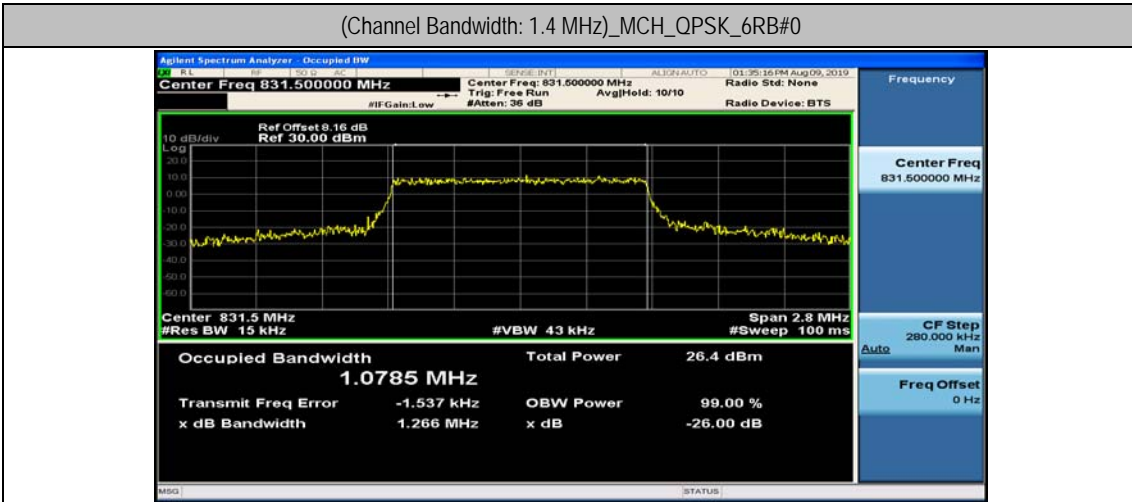 (Channel Bandwidth: 1.4 MHz)_MCH_QPSK_6RB#0
Agilent Spectrum Analyzer - Occupied BW
RL RF 50 Ω AC SENSE:INT ALIGNAUTO 01:35:16 PM Aug 09, 2019
Center Freq 831.500000 MHz
Center Freq: 831.500000 MHz
Radio Std: None
Trig: Free Run Avg|Hold: 10/10
#IFGain:Low #Atten: 36 dB
Radio Device: BTS
Ref Offset 8.16 dB
10 dB/div Ref 30.00 dBm
Log
20.0
10.0
0.00
-10.0
-20.0
-30.0
-40.0
-50.0
-60.0
Center 831.5 MHz
Span 2.8 MHz
#Res BW 15 kHz
#VBW 43 kHz
#Sweep 100 ms
Occupied Bandwidth
Total Power 26.4 dBm
1.0785 MHz
Transmit Freq Error -1.537 kHz
OBW Power 99.00 %
x dB Bandwidth 1.266 MHz
x dB -26.00 dB
MSG
STATUS
Frequency
Center Freq
831.500000 MHz
CF Step
280.000 kHz
Auto Man
Freq Offset
0 Hz